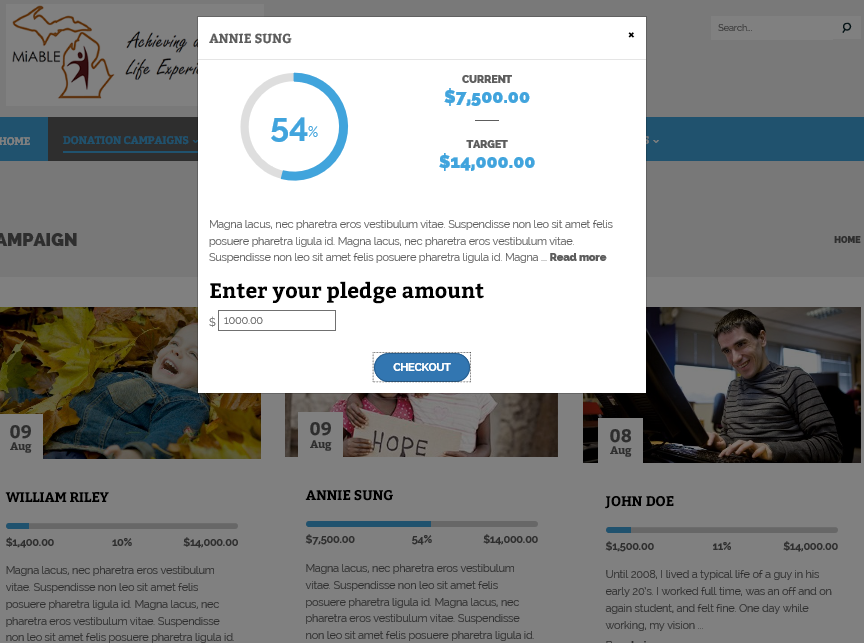 MiABLE
Achieving a
Life Experi
Search...
HOME
DONATION CAMPAIGNS
S
AMPAIGN
HOME
ANNIE SUNG
×
54%
CURRENT
$7,500.00
TARGET
$14,000.00
Magna lacus, nec pharetra eros vestibulum vitae. Suspendisse non leo sit amet felis
posuere pharetra ligula id. Magna lacus, nec pharetra eros vestibulum vitae.
Suspendisse non leo sit amet felis posuere pharetra ligula id. Magna ... Read more
Enter your pledge amount
$ 1000.00
CHECKOUT
09
Aug
WILLIAM RILEY
$1,400.00 10% $14,000.00
Magna lacus, nec pharetra eros vestibulum
vitae. Suspendisse non leo sit amet felis
posuere pharetra ligula id. Magna lacus, nec
pharetra eros vestibulum vitae. Suspendisse
non leo sit amet felis posuere pharetra ligula id.
HOPE
09
Aug
ANNIE SUNG
$7,500.00 54% $14,000.00
Magna lacus, nec pharetra eros vestibulum
vitae. Suspendisse non leo sit amet felis
posuere pharetra ligula id. Magna lacus, nec
pharetra eros vestibulum vitae. Suspendisse
non leo sit amet felis posuere pharetra ligula id.
08
Aug
JOHN DOE
$1,500.00 11% $14,000.00
Until 2008, I lived a typical life of a guy in his
early 20's. I worked full time, was an off and on
again student, and felt fine. One day while
working, my vision ...